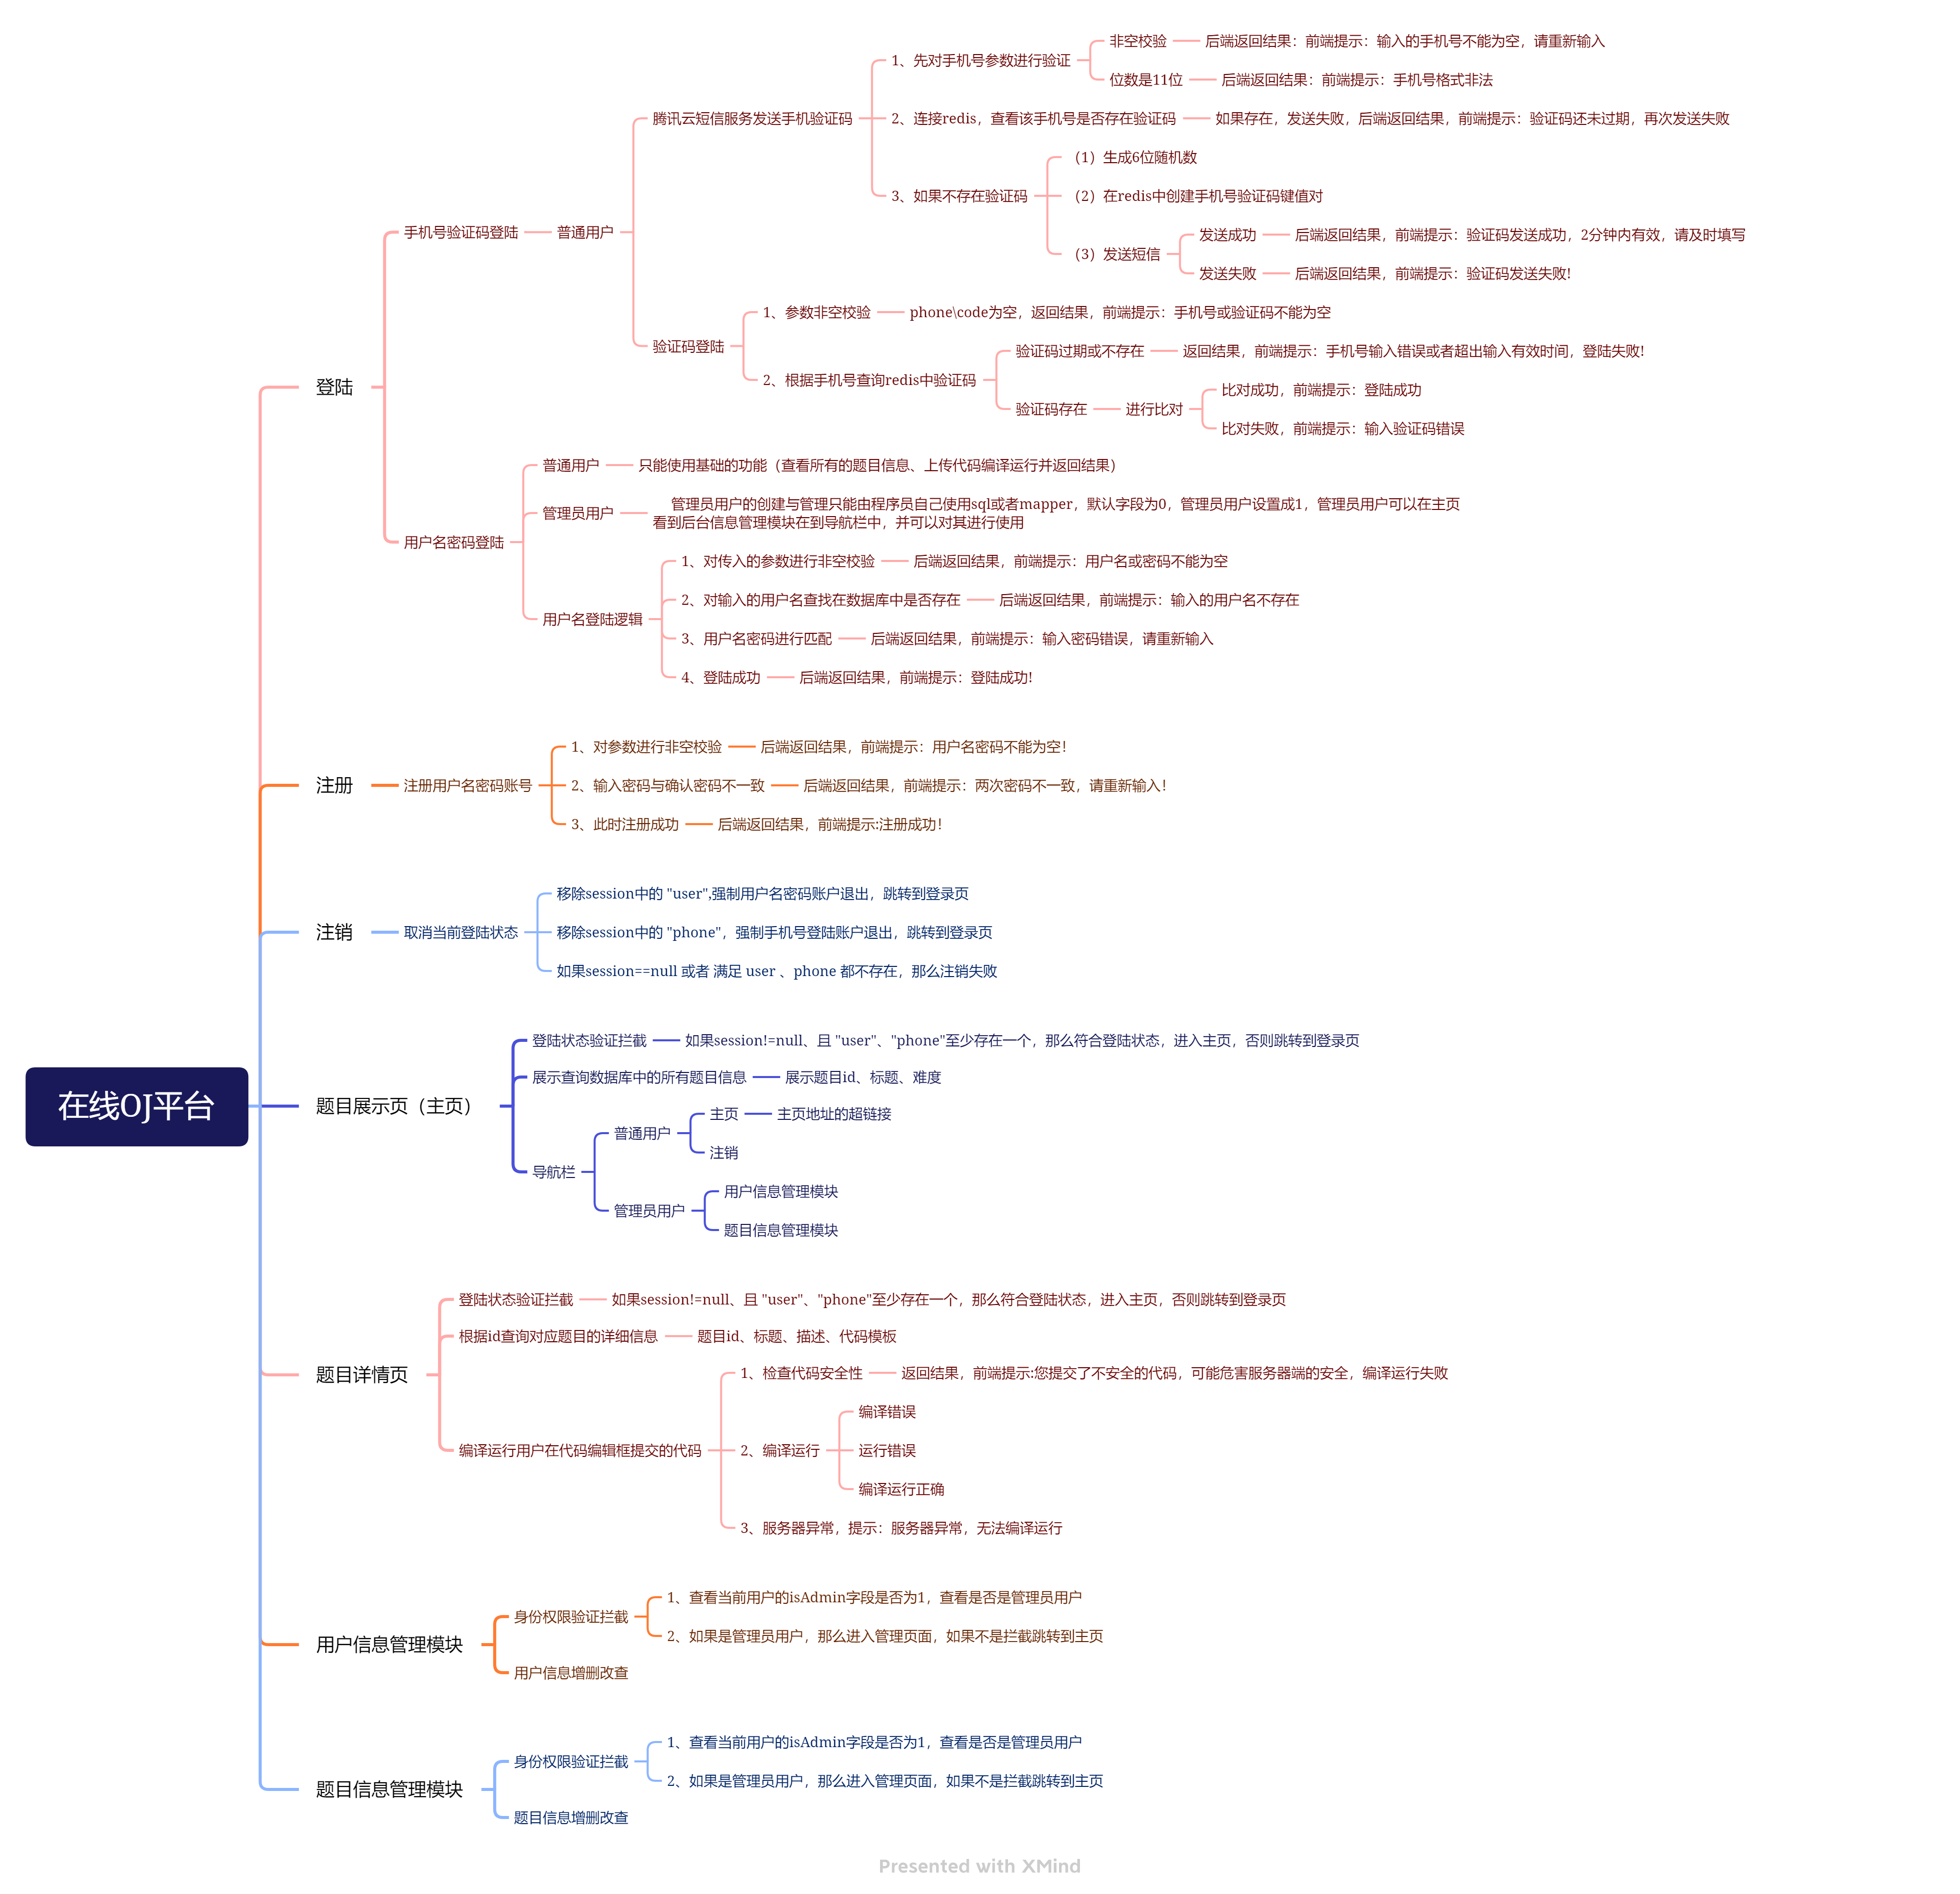 在线OJ平台
登陆
手机号验证码登陆
普通用户
腾讯云短信服务发送手机验证码
1、先对手机号参数进行验证
非空校验
后端返回结果：前端提示：输入的手机号不能为空，请重新输入
位数是11位
后端返回结果：前端提示：手机号格式非法
2、连接redis，查看该手机号是否存在验证码
如果存在，发送失败，后端返回结果，前端提示：验证码还未过期，再次发送失败
3、如果不存在验证码
（1）生成6位随机数
（2）在redis中创建手机号验证码键值对
（3）发送短信
发送成功
后端返回结果，前端提示：验证码发送成功，2分钟内有效，请及时填写
发送失败
后端返回结果，前端提示：验证码发送失败!
验证码登陆
1、参数非空校验
phone\code为空，返回结果，前端提示：手机号或验证码不能为空
2、根据手机号查询redis中验证码
验证码过期或不存在
返回结果，前端提示：手机号输入错误或者超出输入有效时间，登陆失败!
验证码存在
进行比对
比对成功，前端提示：登陆成功
比对失败，前端提示：输入验证码错误
用户名密码登陆
普通用户
只能使用基础的功能（查看所有的题目信息、上传代码编译运行并返回结果）
管理员用户
管理员用户的创建与管理只能由程序员自己使用sql或者mapper，默认字段为0，管理员用户设置成1，管理员用户可以在主页
看到后台信息管理模块在到导航栏中，并可以对其进行使用
用户名登陆逻辑
1、对传入的参数进行非空校验
后端返回结果，前端提示：用户名或密码不能为空
2、对输入的用户名查找在数据库中是否存在
后端返回结果，前端提示：输入的用户名不存在
3、用户名密码进行匹配
后端返回结果，前端提示：输入密码错误，请重新输入
4、登陆成功
后端返回结果，前端提示：登陆成功!
注册
注册用户名密码账号
1、对参数进行非空校验
后端返回结果，前端提示：用户名密码不能为空！
2、输入密码与确认密码不一致
后端返回结果，前端提示：两次密码不一致，请重新输入！
3、此时注册成功
后端返回结果，前端提示:注册成功！
注销
取消当前登陆状态
移除session中的 "user",强制用户名密码账户退出，跳转到登录页
移除session中的 "phone"，强制手机号登陆账户退出，跳转到登录页
如果session==null 或者 满足 user 、phone 都不存在，那么注销失败
题目展示页（主页）
登陆状态验证拦截
如果session!=null、且 "user"、"phone"至少存在一个，那么符合登陆状态，进入主页，否则跳转到登录页
展示查询数据库中的所有题目信息
展示题目id、标题、难度
导航栏
普通用户
主页
主页地址的超链接
注销
管理员用户
用户信息管理模块
题目信息管理模块
题目详情页
登陆状态验证拦截
如果session!=null、且 "user"、"phone"至少存在一个，那么符合登陆状态，进入主页，否则跳转到登录页
根据id查询对应题目的详细信息
题目id、标题、描述、代码模板
编译运行用户在代码编辑框提交的代码
1、检查代码安全性
返回结果，前端提示:您提交了不安全的代码，可能危害服务器端的安全，编译运行失败
2、编译运行
编译错误
运行错误
编译运行正确
3、服务器异常，提示：服务器异常，无法编译运行
用户信息管理模块
身份权限验证拦截
1、查看当前用户的isAdmin字段是否为1，查看是否是管理员用户
2、如果是管理员用户，那么进入管理页面，如果不是拦截跳转到主页
用户信息增删改查
题目信息管理模块
身份权限验证拦截
1、查看当前用户的isAdmin字段是否为1，查看是否是管理员用户
2、如果是管理员用户，那么进入管理页面，如果不是拦截跳转到主页
题目信息增删改查
Presented with XMind